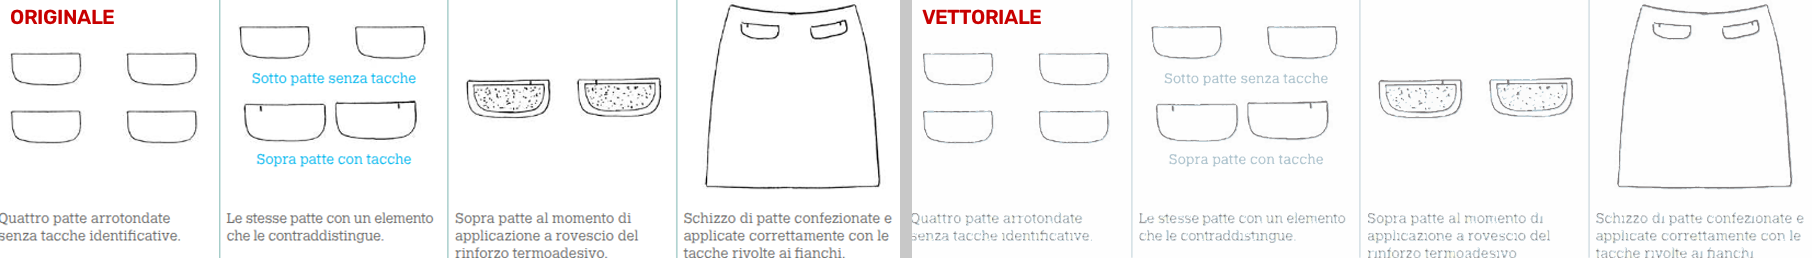 ORIGINALE
Sotto patte senza tacche
Sopra patte con tacche
Quattro patte arrotondate
senza tacche identificative.
Le stesse patte con un elemento
che le contraddistingue.
Sopra patte al momento di
applicazione a rovescio del
rinforzo termoadesivo.
Schizzo di patte confezionate e
applicate correttamente con le
tacche rivolte ai fianchi.
VETTORIALE
Sotto patte senza tacche
Sopra patte con tacche
Quattro patte arrotondate
senza tacche identificative.
Le stesse patte con un elemento
che le contraddistingue.
Sopra patte al momento di
applicazione a rovescio del
rinforzo termoadesivo
Schizzo di patte confezionate e
applicate correttamente con le
tacche rivolte ai fianchi